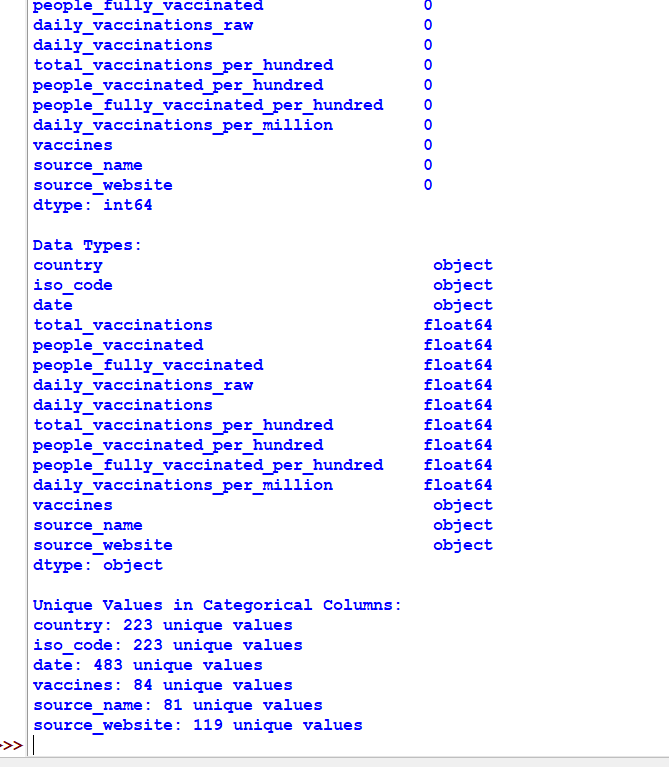 people_fully_vaccinated 0
daily_vaccinations_raw 0
daily_vaccinations 0
total_vaccinations_per_hundred 0
people_vaccinated_per_hundred 0
people_fully_vaccinated_per_hundred 0
daily_vaccinations_per_million 0
vaccines 0
source_name 0
source_website 0
dtype: int64
Data Types:
country object
iso_code object
date object
total_vaccinations float64
people_vaccinated float64
people_fully_vaccinated float64
daily_vaccinations_raw float64
daily_vaccinations float64
total_vaccinations_per_hundred float64
people_vaccinated_per_hundred float64
people_fully_vaccinated_per_hundred float64
daily_vaccinations_per_million float64
vaccines object
source_name object
source_website object
dtype: object
Unique Values in Categorical Columns:
country: 223 unique values
iso_code: 223 unique values
date: 483 unique values
vaccines: 84 unique values
source_name: 81 unique values
source_website: 119 unique values
>>>